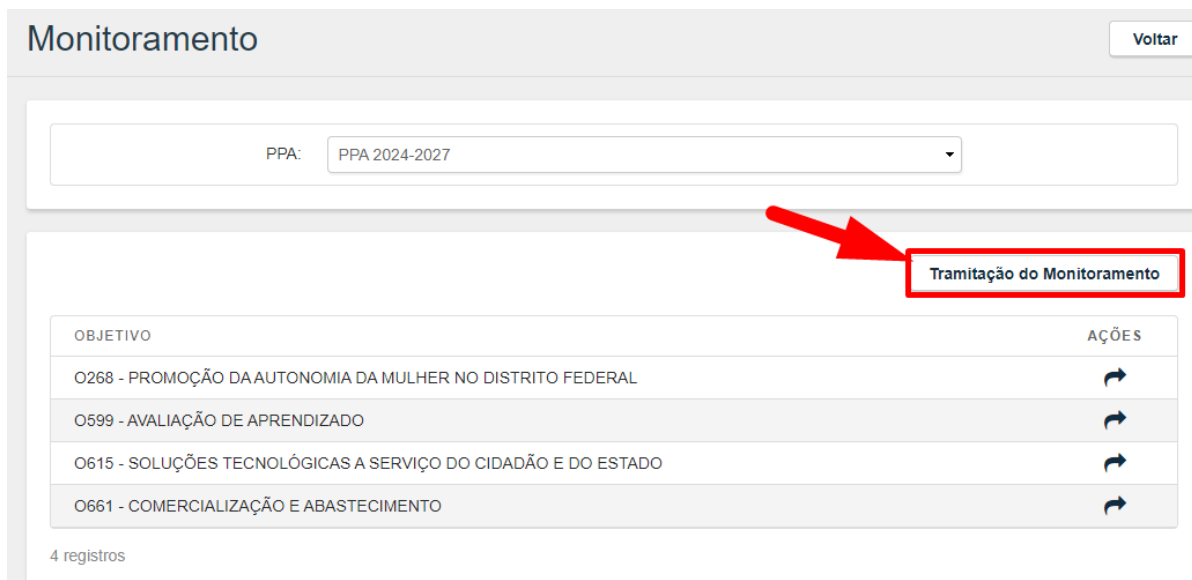 Monitoramento
Voltar
PPA:
PPA 2024-2027
Tramitação do Monitoramento
OBJETIVO
AÇÕES
O268 - PROMOÇÃO DA AUTONOMIA DA MULHER NO DISTRITO FEDERAL
O599 - AVALIAÇÃO DE APRENDIZADO
O615 - SOLUÇÕES TECNOLÓGICAS A SERVIÇO DO CIDADÃO E DO ESTADO
O661 - COMERCIALIZAÇÃO E ABASTECIMENTO
4 registros